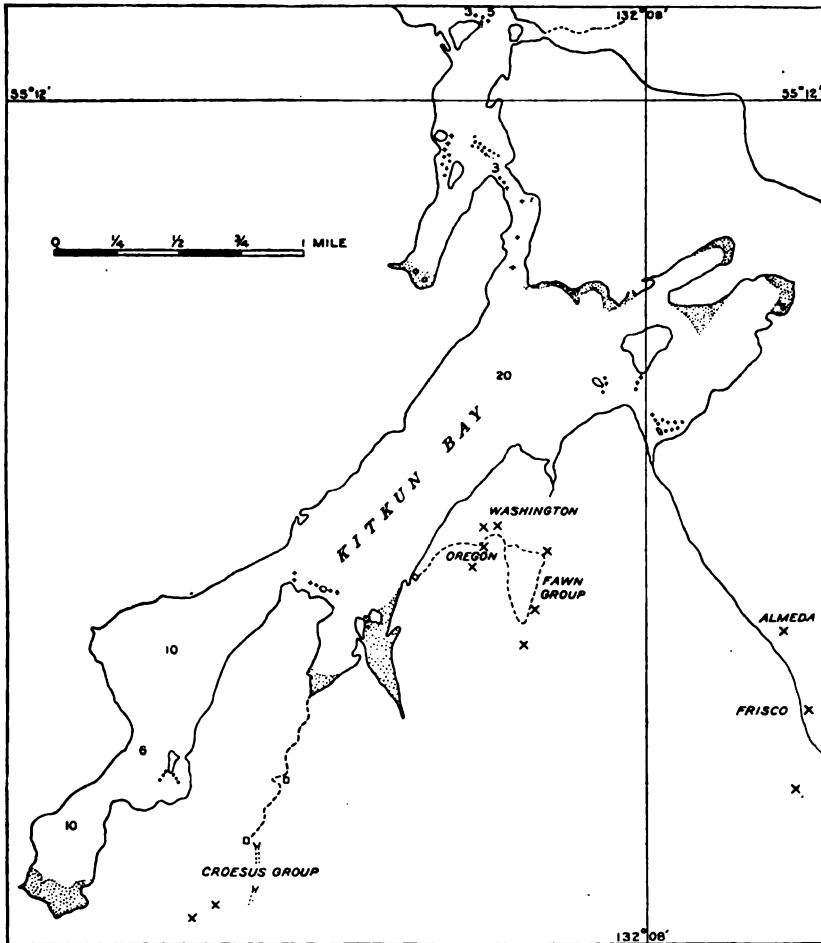 3 5
132°08'
55°12'
55°12'
3
0 1/4 1/2 3/4 1 MILE
20
KITKUN BAY
WASHINGTON
OREGON
FAWN
GROUP
ALMEDA
10
FRISCO
6
10
CROESUS GROUP
132°08'